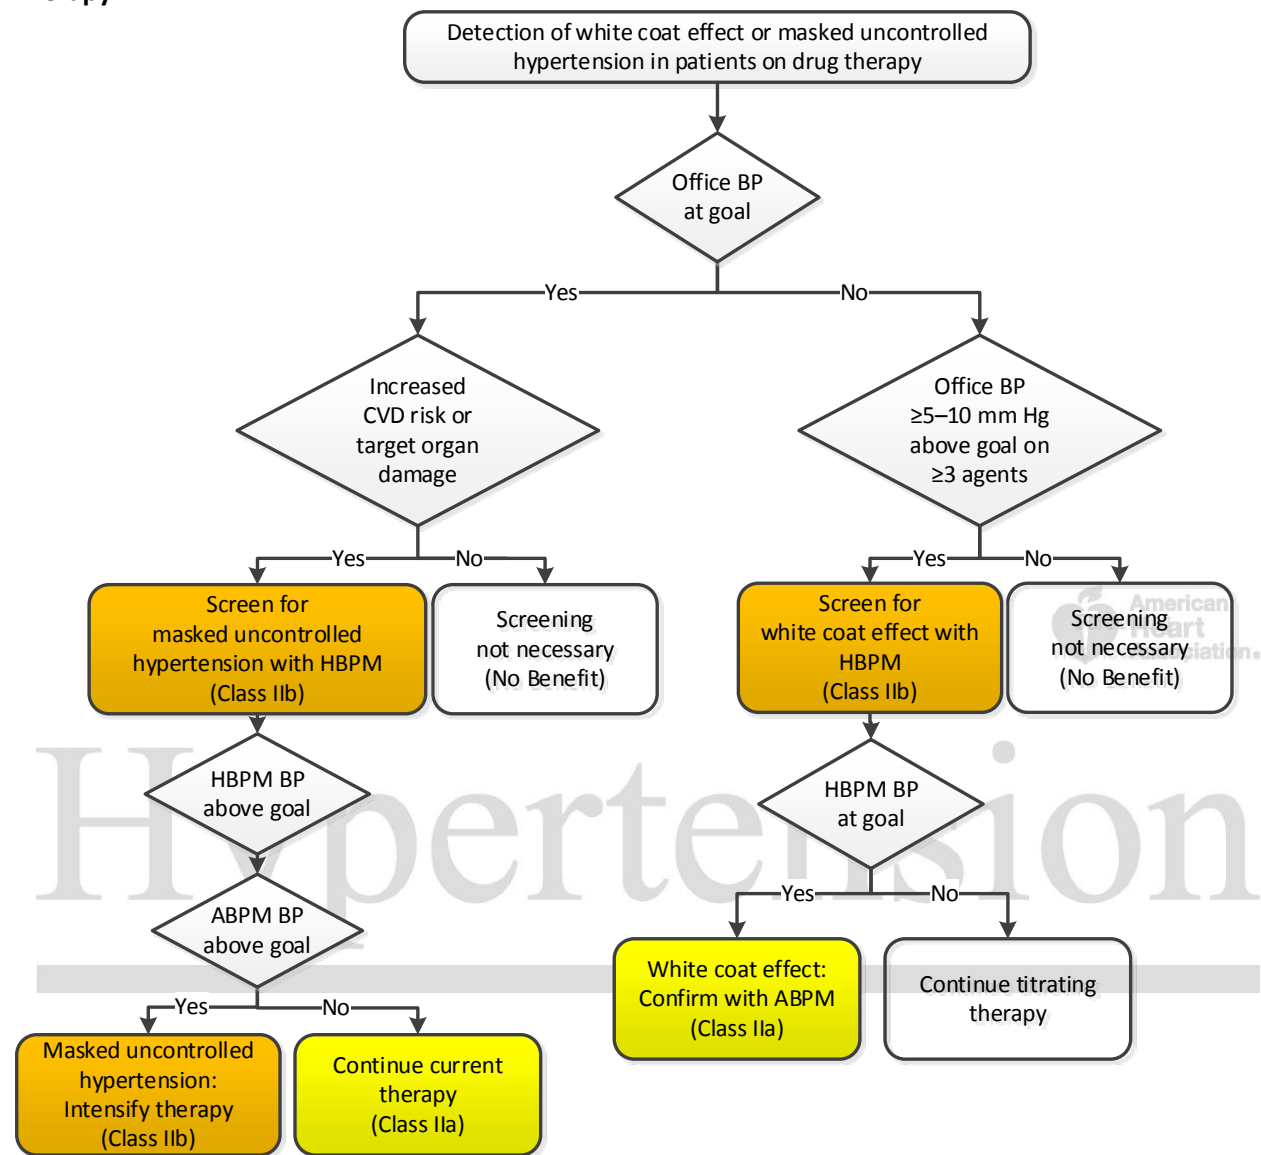 Detection of white coat effect or masked uncontrolled
hypertension in patients on drug therapy
Office BP
at goal
Yes
No
Increased
CVD risk or
target organ
damage
Office BP
≥5–10 mm Hg
above goal on
≥3 agents
Yes
No
Yes
No
Screen for
masked uncontrolled
hypertension with HBPM
(Class IIb)
Screening
not necessary
(No Benefit)
Screen for
white coat effect with
HBPM
(Class IIb)
Screening
not necessary
(No Benefit)
American
Heart
Hypertension
HBPM BP
above goal
HBPM BP
at goal
ABPM BP
above goal
Yes
No
Yes
No
White coat effect:
Confirm with ABPM
(Class IIa)
Continue titrating
therapy
Masked uncontrolled
hypertension:
Intensify therapy
(Class IIb)
Continue current
therapy
(Class IIa)